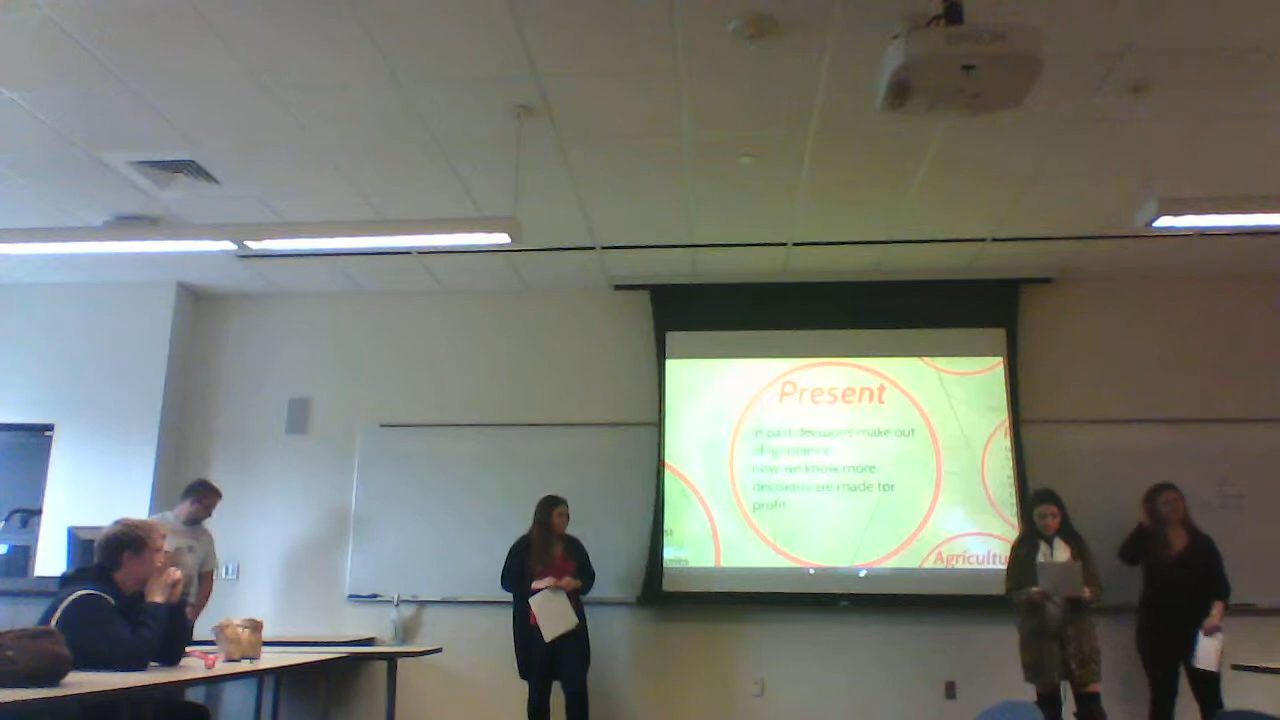 Present
in past decisions make out
of ignorance
now we know more
decisions are made for
profit
Agricultu